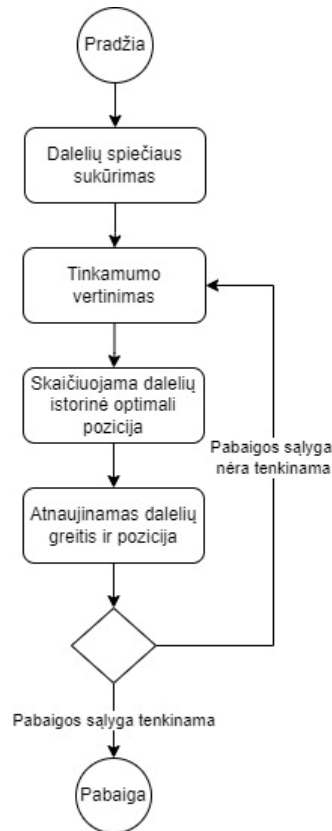 Pradžia
Dalelių spiečiaus
sukūrimas
Tinkamumo
vertinimas
Skaičiuojama dalelių
istorinė optimali
pozicija
Pabaigos sąlyga
nėra tenkinama
Atnaujinamas dalelių
greitis ir pozicija
Pabaigos sąlyga tenkinama
Pabaiga